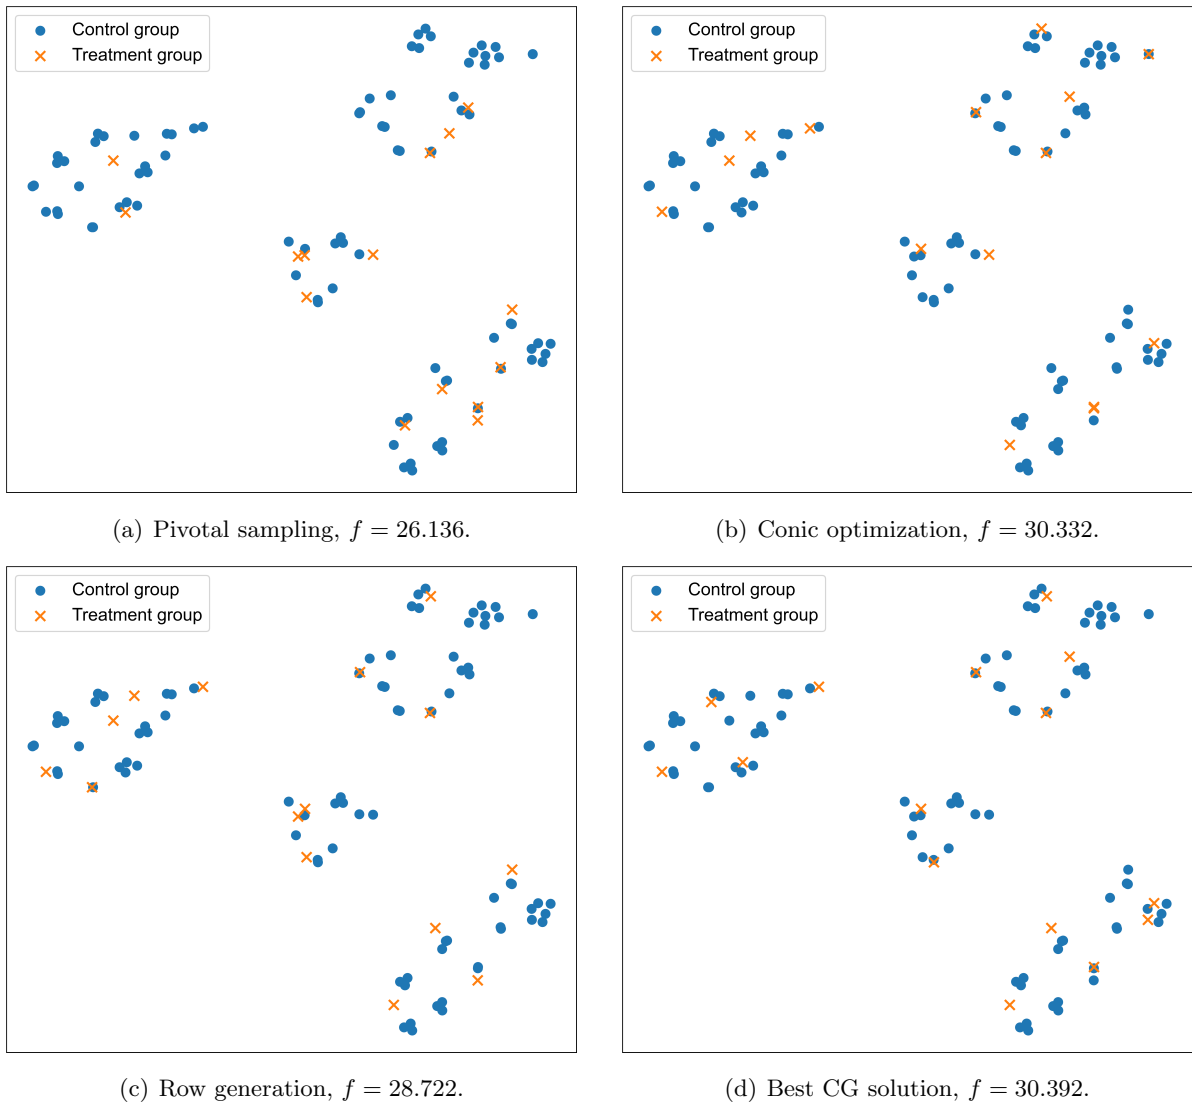 Control group
Treatment group
Control group
Treatment group
(a) Pivotal sampling, f = 26.136.
(b) Conic optimization, f = 30.332.
Control group
Treatment group
Control group
Treatment group
(c) Row generation, f = 28.722.
(d) Best CG solution, f = 30.392.